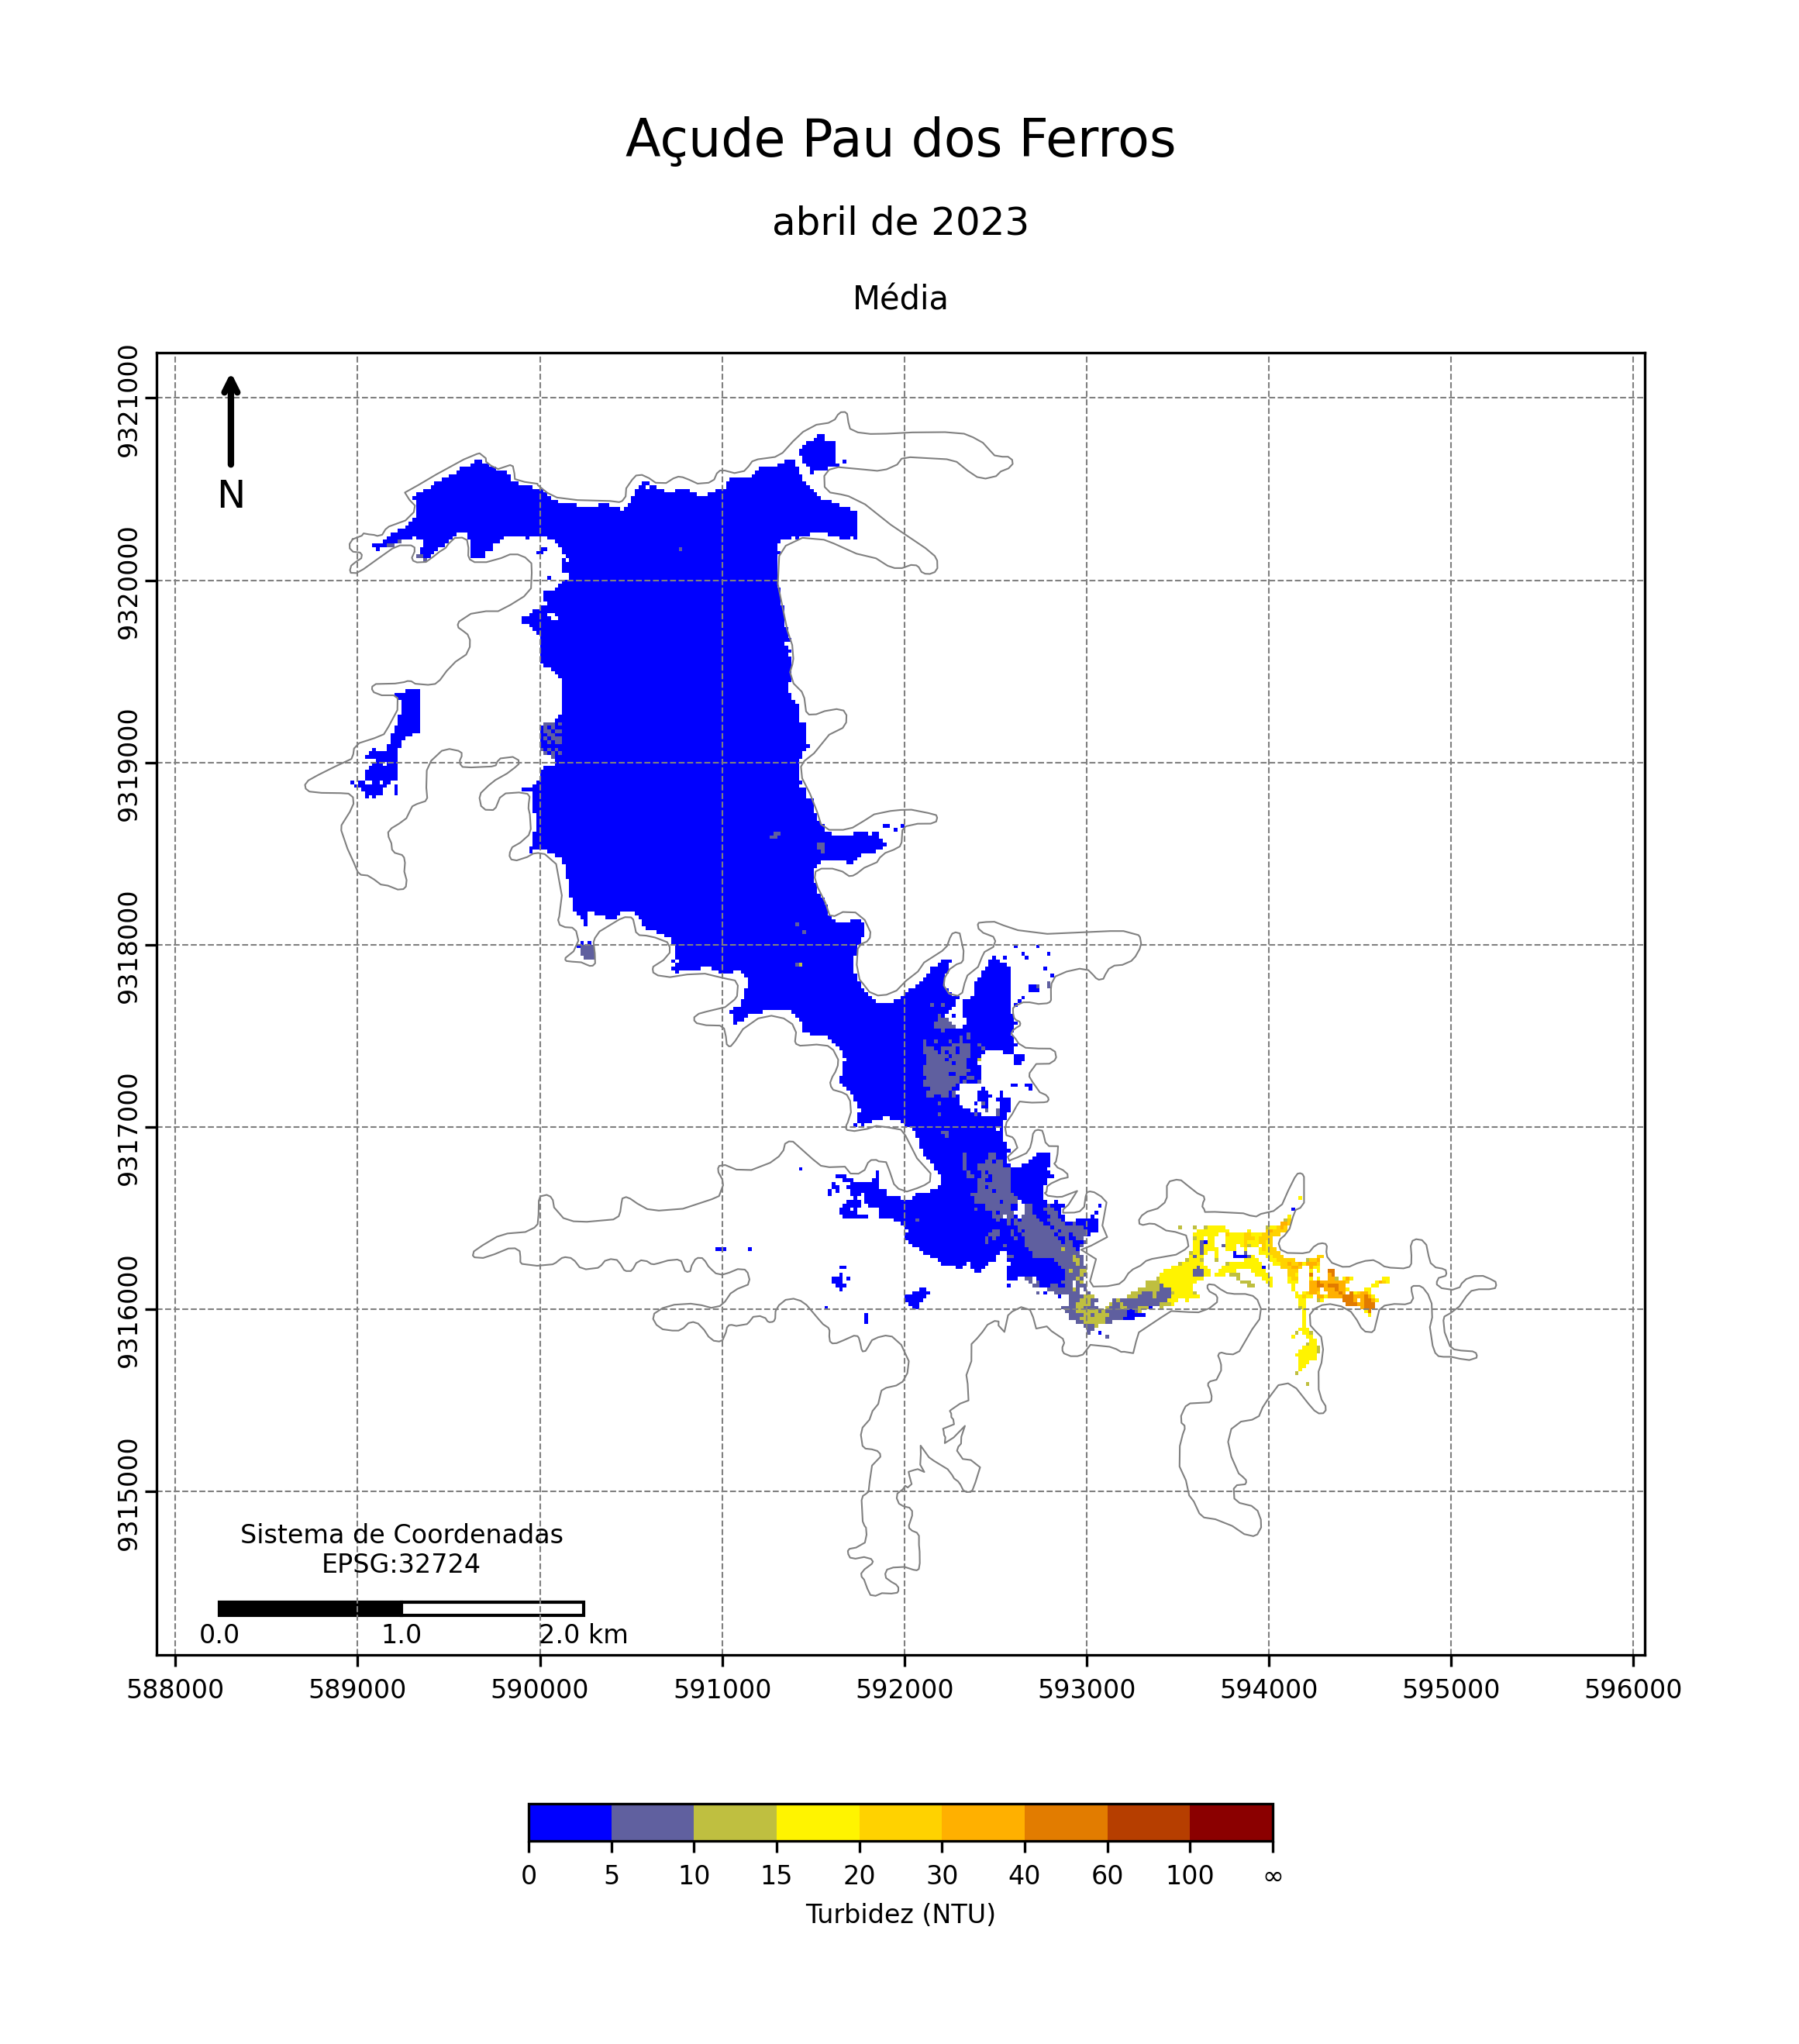 Açude Pau dos Ferros
abril de 2023
Média
9321000
9320000
9319000
9318000
9317000
9316000
9315000
N
Sistema de Coordenadas
EPSG:32724
0.0 1.0 2.0 km
588000 589000 590000 591000 592000 593000 594000 595000 596000
0 5 10 15 20 30 40 60 100 ∞
Turbidez (NTU)